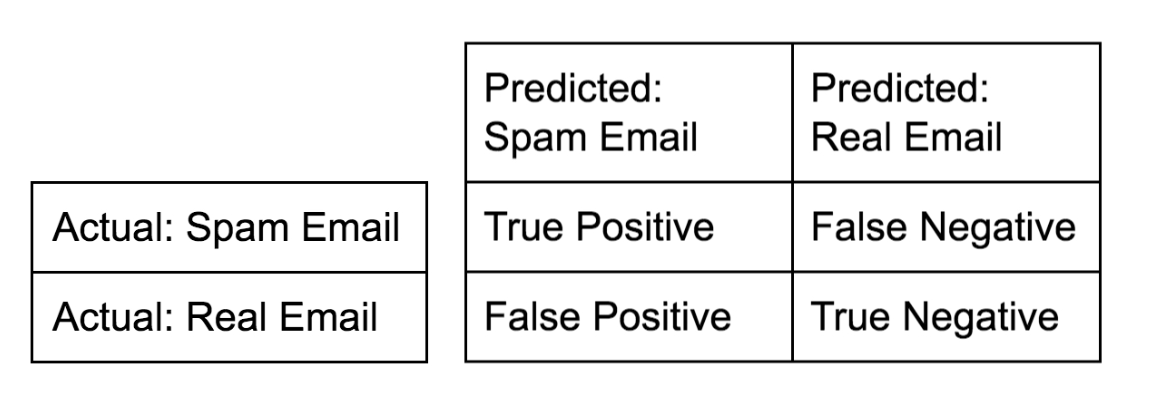 Predicted:
Spam Email
Predicted:
Real Email
Actual: Spam Email
True Positive
False Negative
Actual: Real Email
False Positive
True Negative